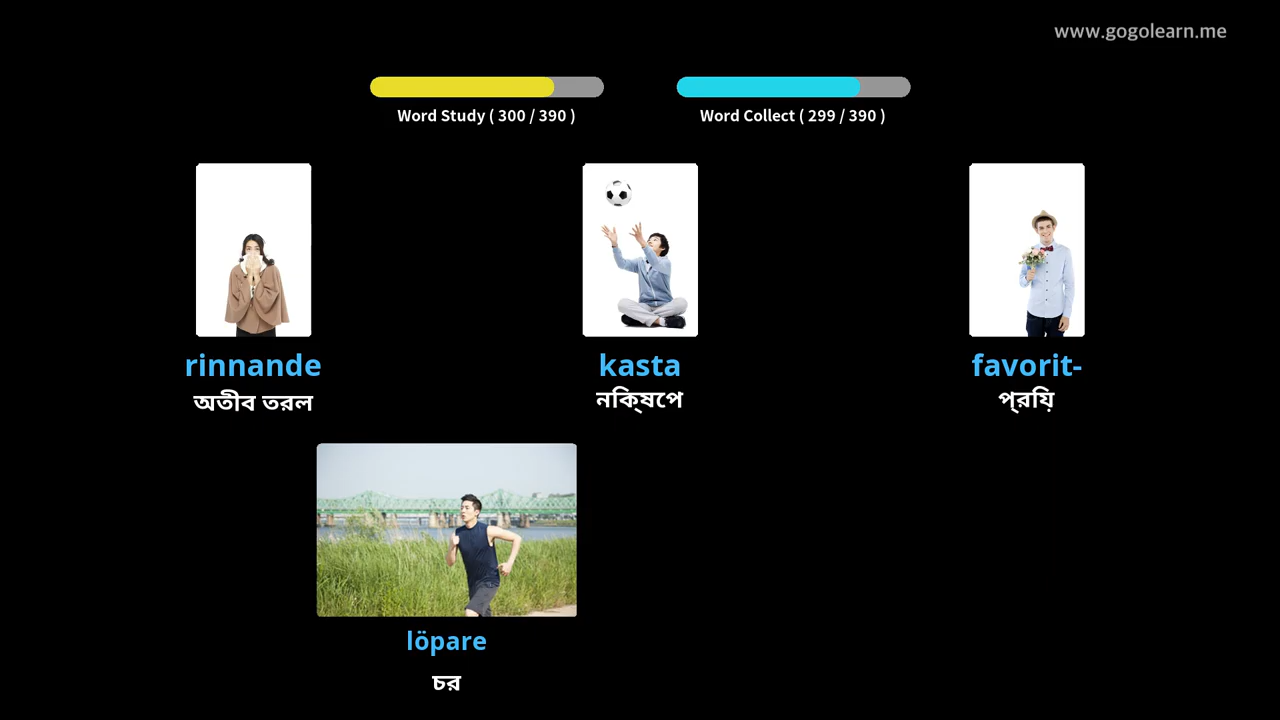 www.gogolearn.me
Word Study ( 300 / 390 )
Word Collect ( 299 / 390 )
rinnande
অতীব তরল
kasta
নিক্ষেপ
favorit-
প্রিয়
löpare
চর